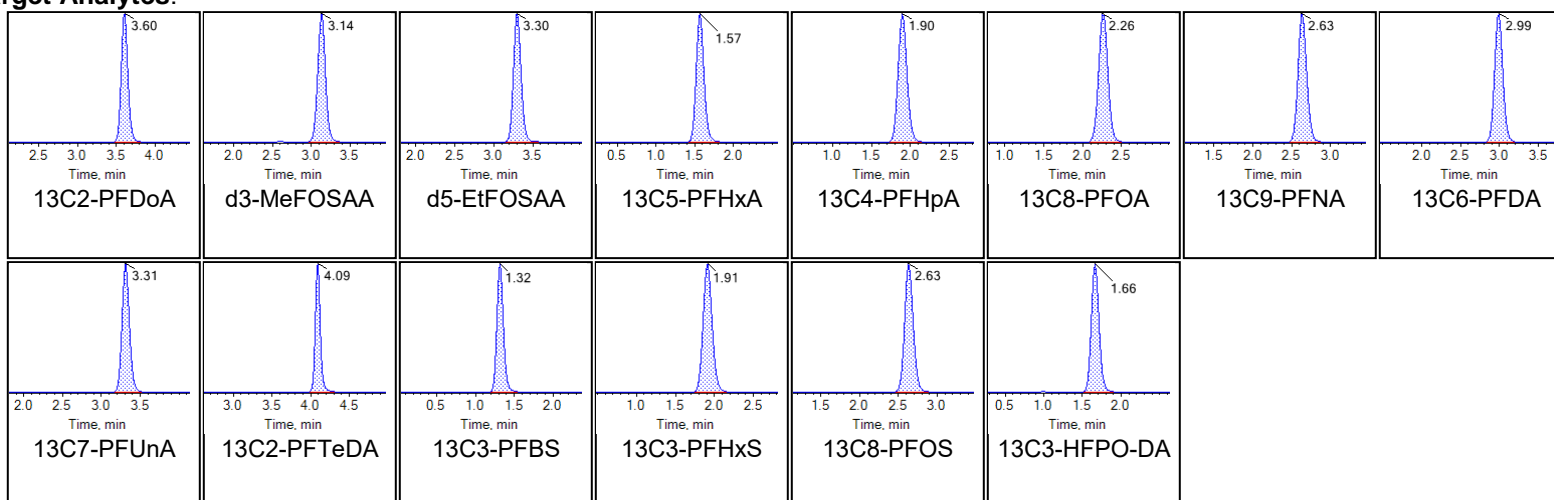 arget Analytes:
3.60 3.14 3.30 1.57 1.90 2.26 2.63 2.99
2.5 3.0 3.5 4.0 2.0 2.5 3.0 3.5 2.0 2.5 3.0 3.5 0.5 1.0 1.5 2.0 1.0 1.5 2.0 2.5 1.0 1.5 2.0 2.5 1.5 2.0 2.5 3.0 2.0 2.5 3.0 3.5
Time, min Time, min Time, min Time, min Time, min Time, min Time, min Time, min
13C2-PFDoA d3-MeFOSAA d5-EtFOSAA 13C5-PFHxA 13C4-PFHpA 13C8-PFOA 13C9-PFNA 13C6-PFDA
3.31 4.09 1.32 1.91 2.63 1.66
2.0 2.5 3.0 3.5 3.0 3.5 4.0 4.5 0.5 1.0 1.5 2.0 1.0 1.5 2.0 2.5 1.5 2.0 2.5 3.0 0.5 1.0 1.5 2.0
Time, min Time, min Time, min Time, min Time, min Time, min
13C7-PFUnA 13C2-PFTeDA 13C3-PFBS 13C3-PFHxS 13C8-PFOS 13C3-HFPO-DA